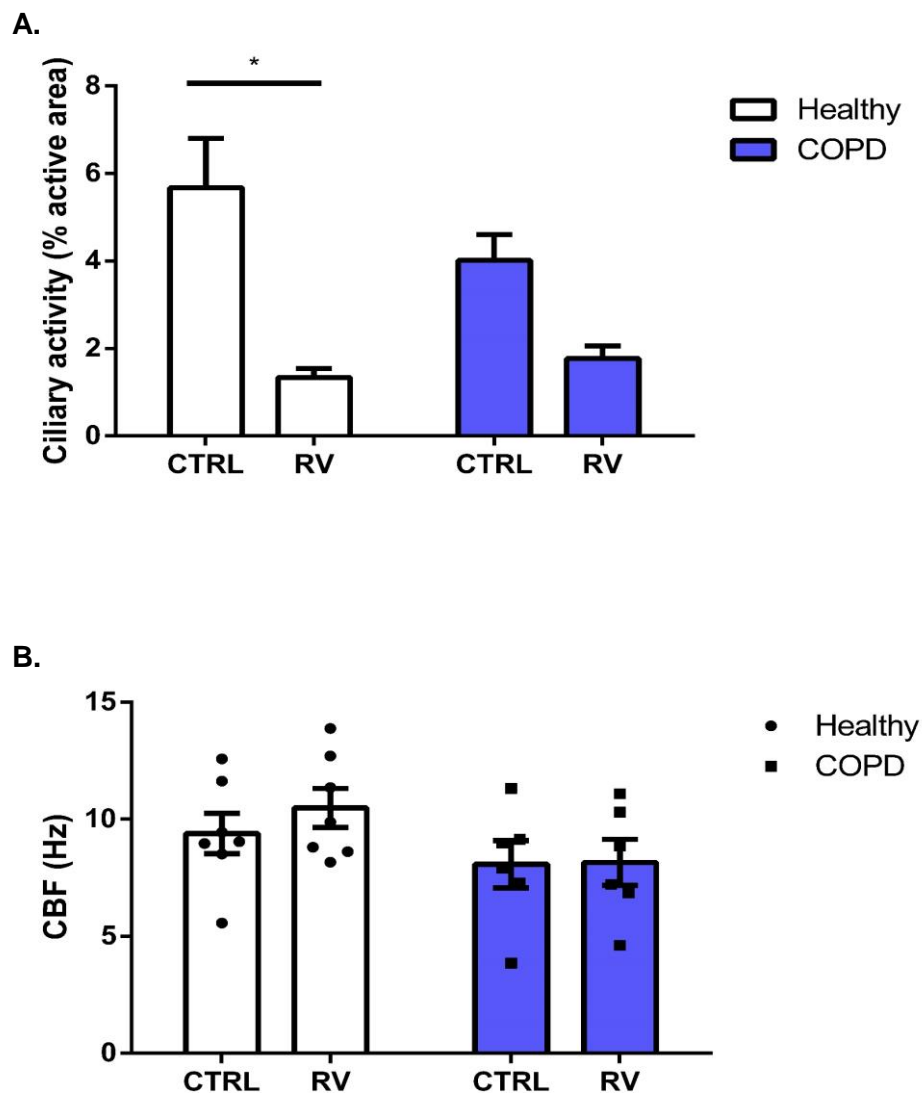 A.
*
Ciliary activity (% active area)
8
6
4
2
0
CTRL RV CTRL RV
Healthy
COPD
B.
CBF (Hz)
15
10
5
0
CTRL RV CTRL RV
Healthy
COPD